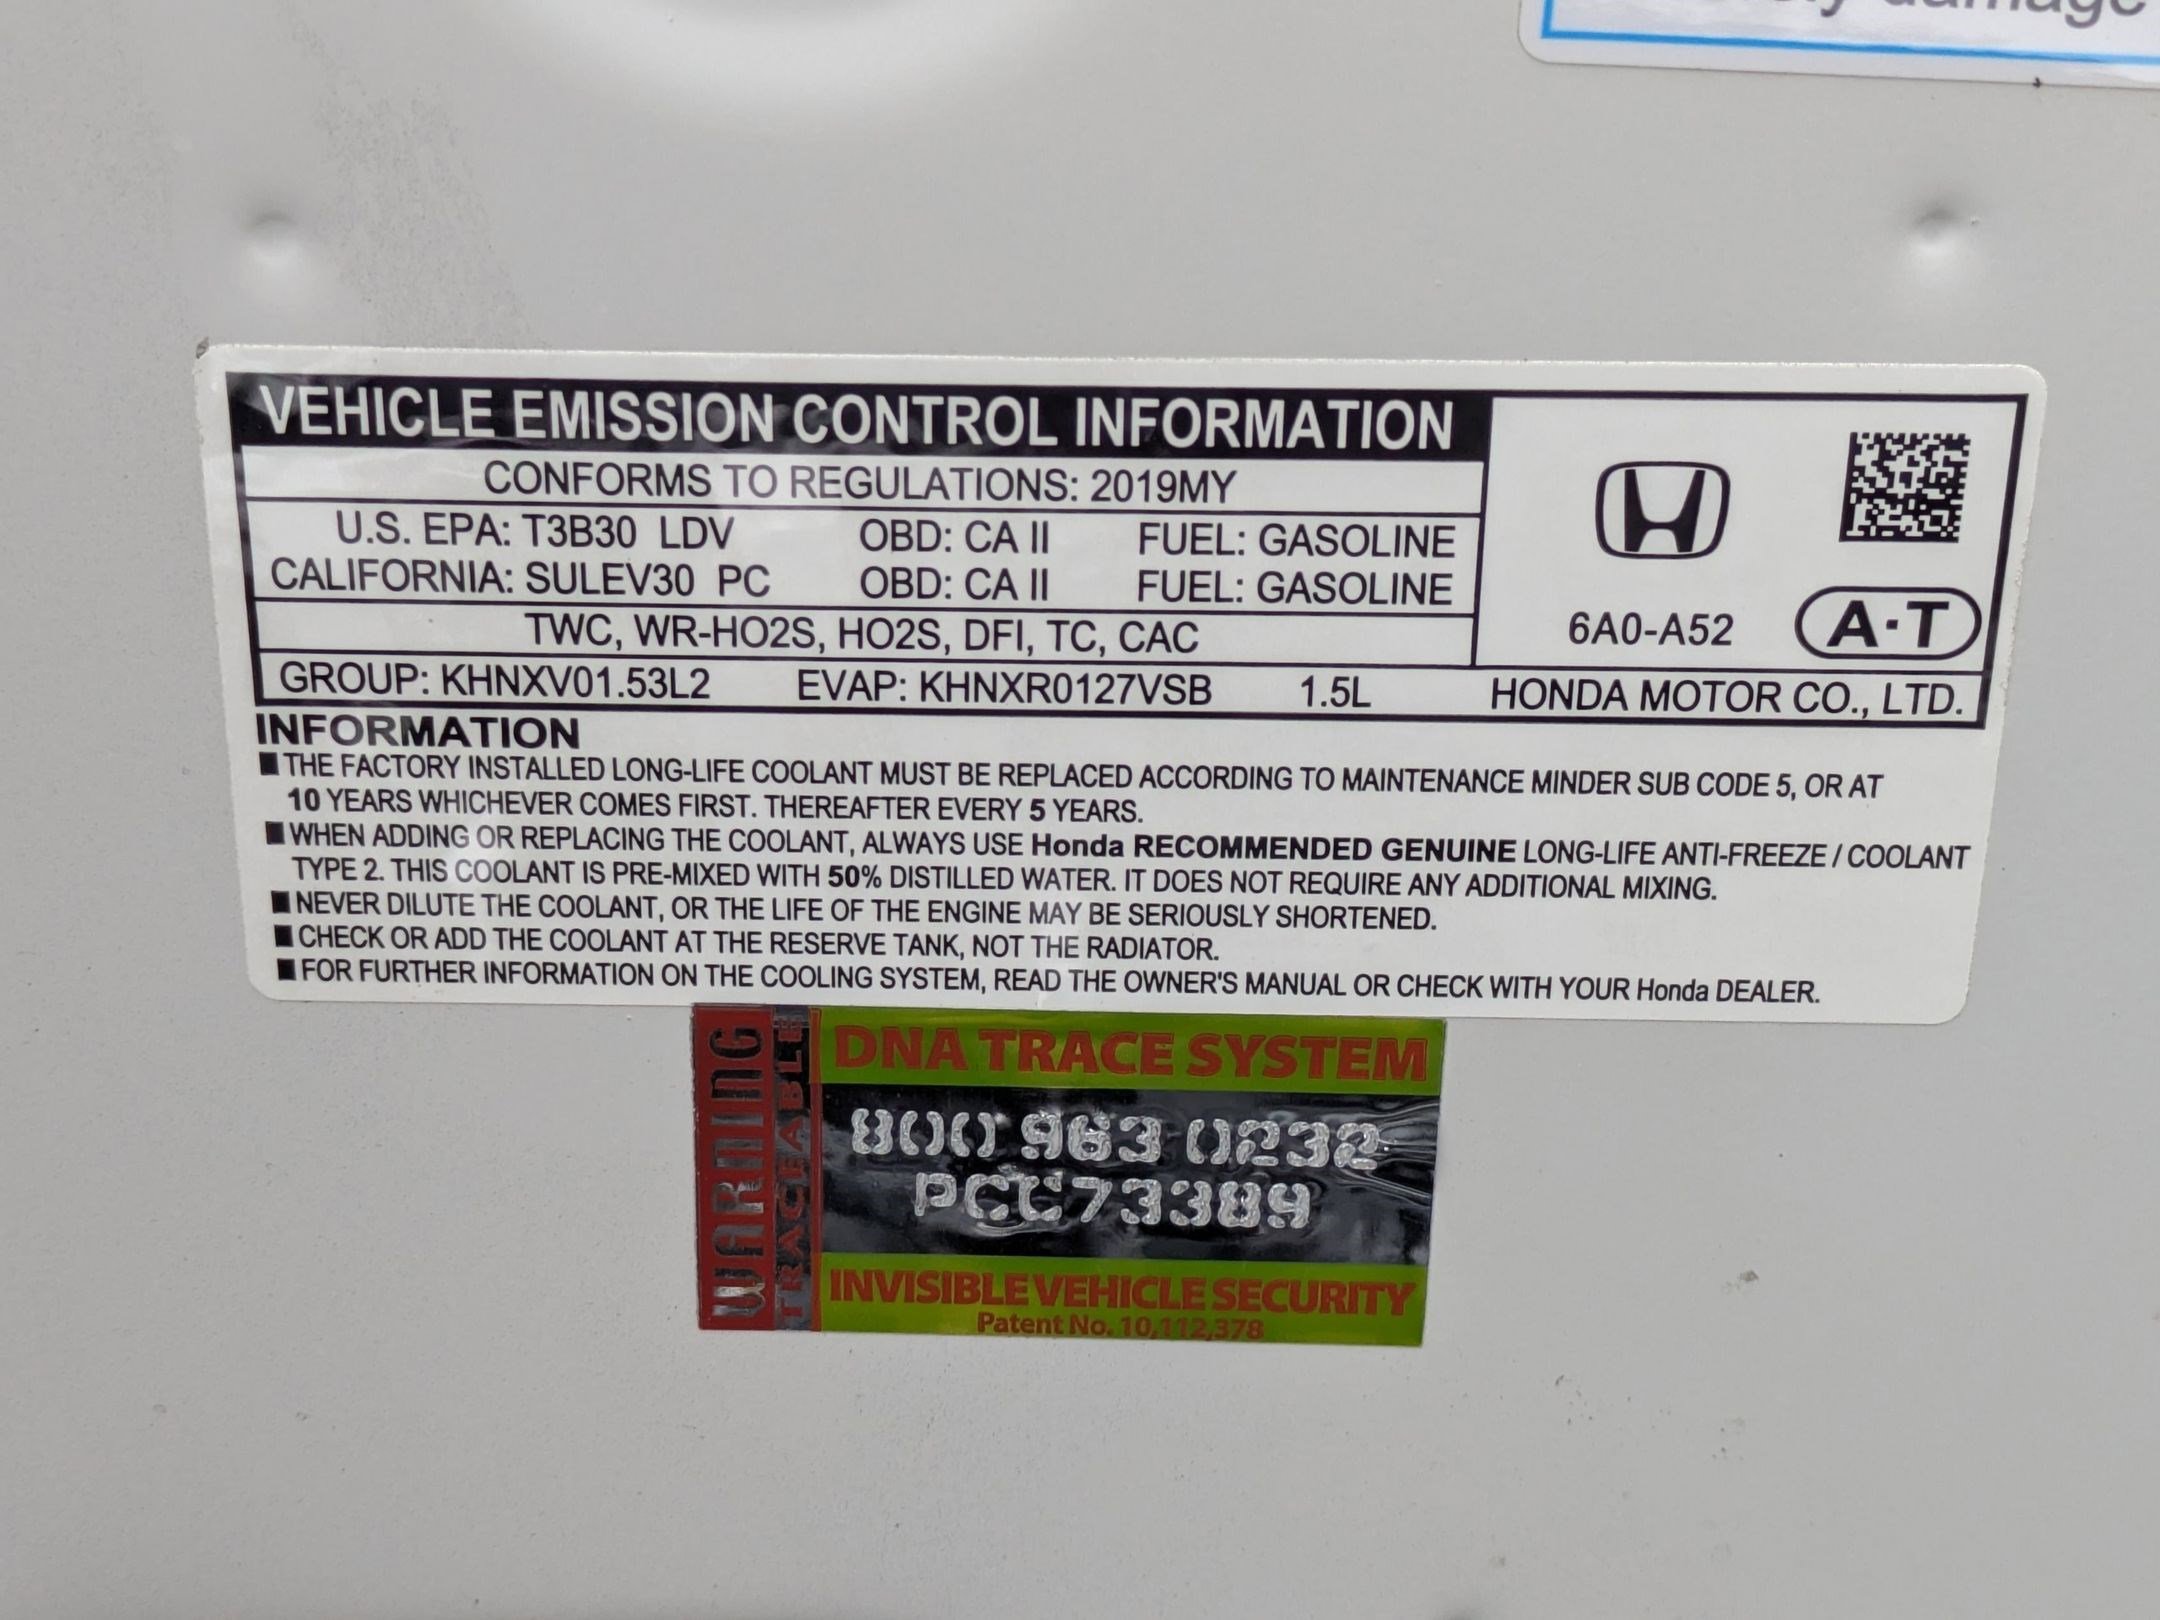 damage
VEHICLE EMISSION CONTROL INFORMATION
CONFORMS TO REGULATIONS: 2019MY
U.S. EPA: T3B30 LDV OBD: CA II FUEL: GASOLINE
CALIFORNIA: SULEV30 PC OBD: CA II FUEL: GASOLINE
TWC, WR-HO2S, HO2S, DFI, TC, CAC
6A0-A52 A·T
GROUP: KHNXV01.53L2 EVAP: KHNXR0127VSB 1.5L HONDA MOTOR CO., LTD.
INFORMATION
■ THE FACTORY INSTALLED LONG-LIFE COOLANT MUST BE REPLACED ACCORDING TO MAINTENANCE MINDER SUB CODE 5, OR AT
10 YEARS WHICHEVER COMES FIRST. THEREAFTER EVERY 5 YEARS.
■ WHEN ADDING OR REPLACING THE COOLANT, ALWAYS USE Honda RECOMMENDED GENUINE LONG-LIFE ANTI-FREEZE / COOLANT
TYPE 2. THIS COOLANT IS PRE-MIXED WITH 50% DISTILLED WATER. IT DOES NOT REQUIRE ANY ADDITIONAL MIXING.
■ NEVER DILUTE THE COOLANT, OR THE LIFE OF THE ENGINE MAY BE SERIOUSLY SHORTENED.
■ CHECK OR ADD THE COOLANT AT THE RESERVE TANK, NOT THE RADIATOR.
■ FOR FURTHER INFORMATION ON THE COOLING SYSTEM, READ THE OWNER'S MANUAL OR CHECK WITH YOUR Honda DEALER.
WARNING
TRACEABLE
DNA TRACE SYSTEM
800 963 0232
PCC73389
INVISIBLE VEHICLE SECURITY
Patent No. 10,112,378